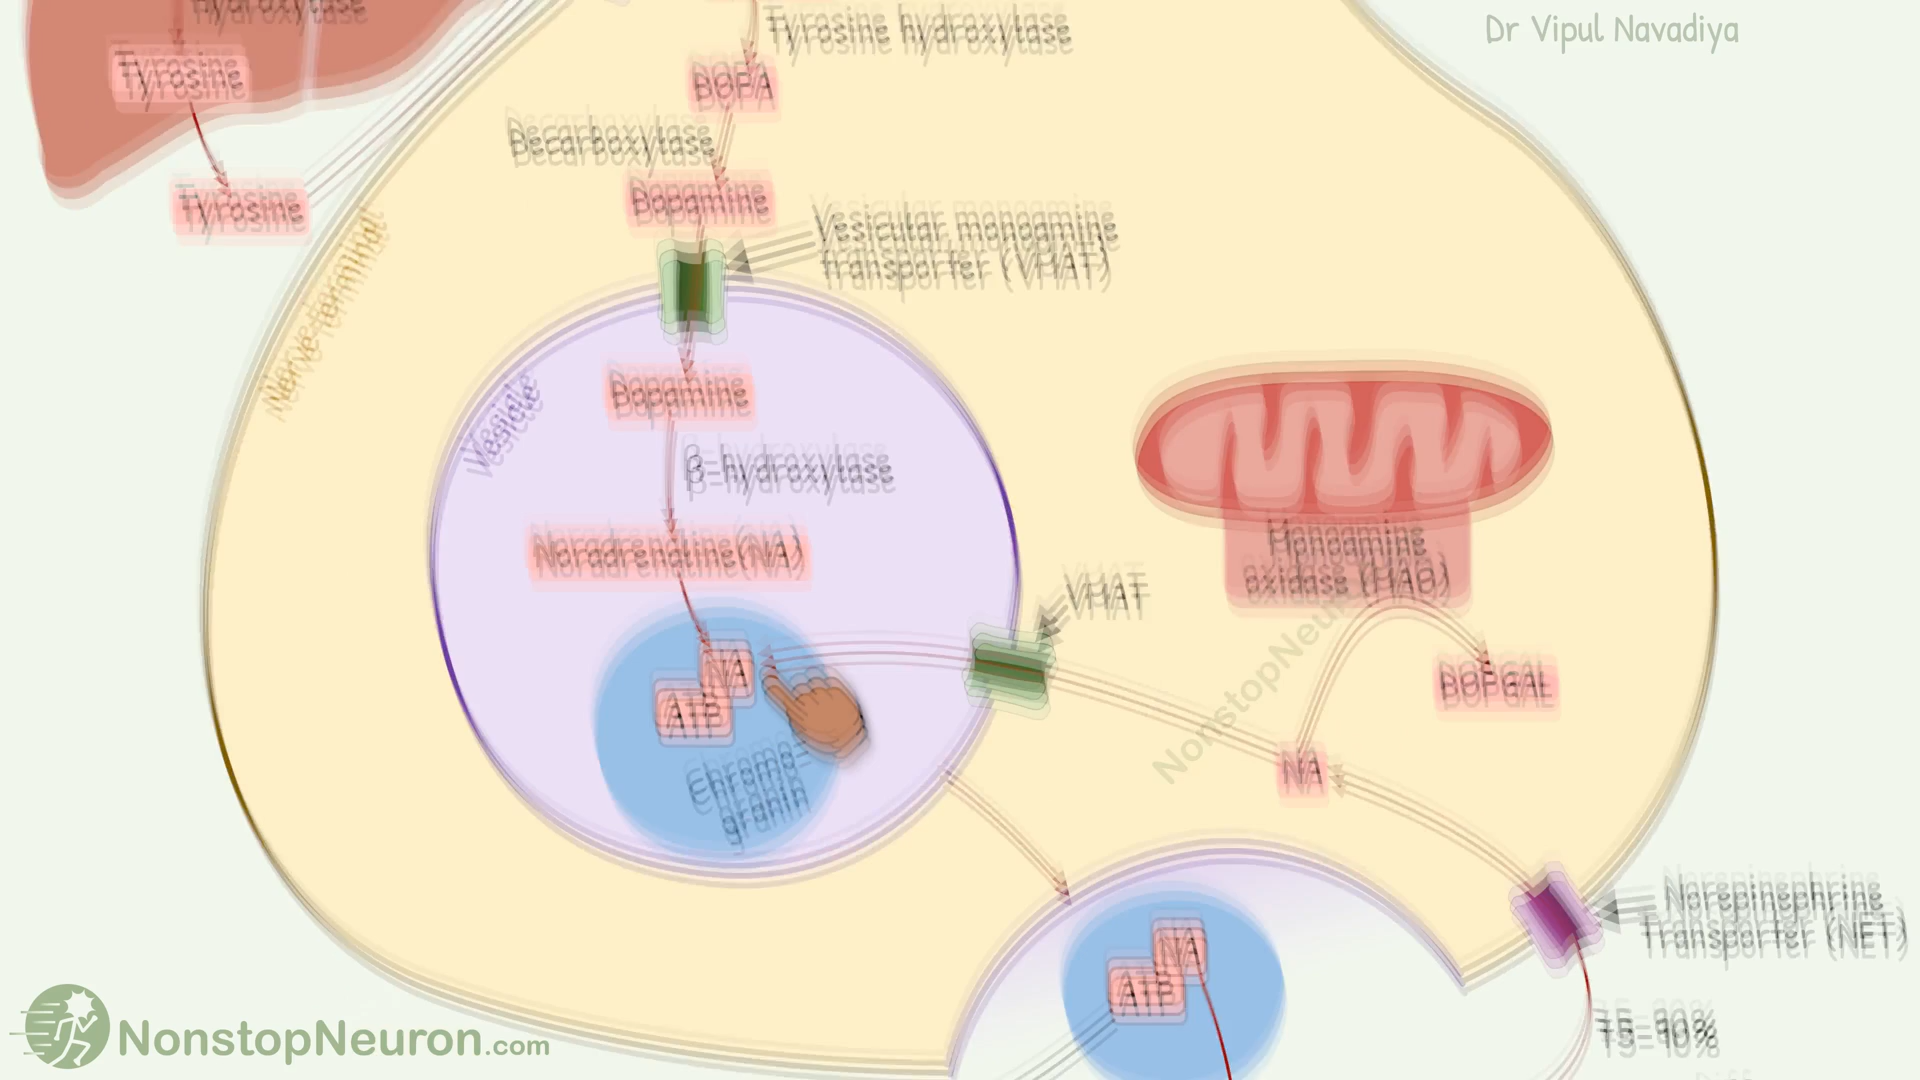 Hydroxylase
Dr Vipul Navadiya
Tyrosine hydroxylase
Tyrosine
DOPA
Decarboxylase
Tyrosine
Dopamine
Vesicular monoamine
transporter (VMAT)
Nerve Terminal
Vesicle
Dopamine
β-hydroxylase
Noradrenaline(NA)
Monoamine
oxidase (MAO)
VMAT
NA
ATP
DOPGAL
Chromo-
granin
NA
NonstopNeuron
Norepinephrine
Transporter (NET)
NA
ATP
NonstopNeuron.com